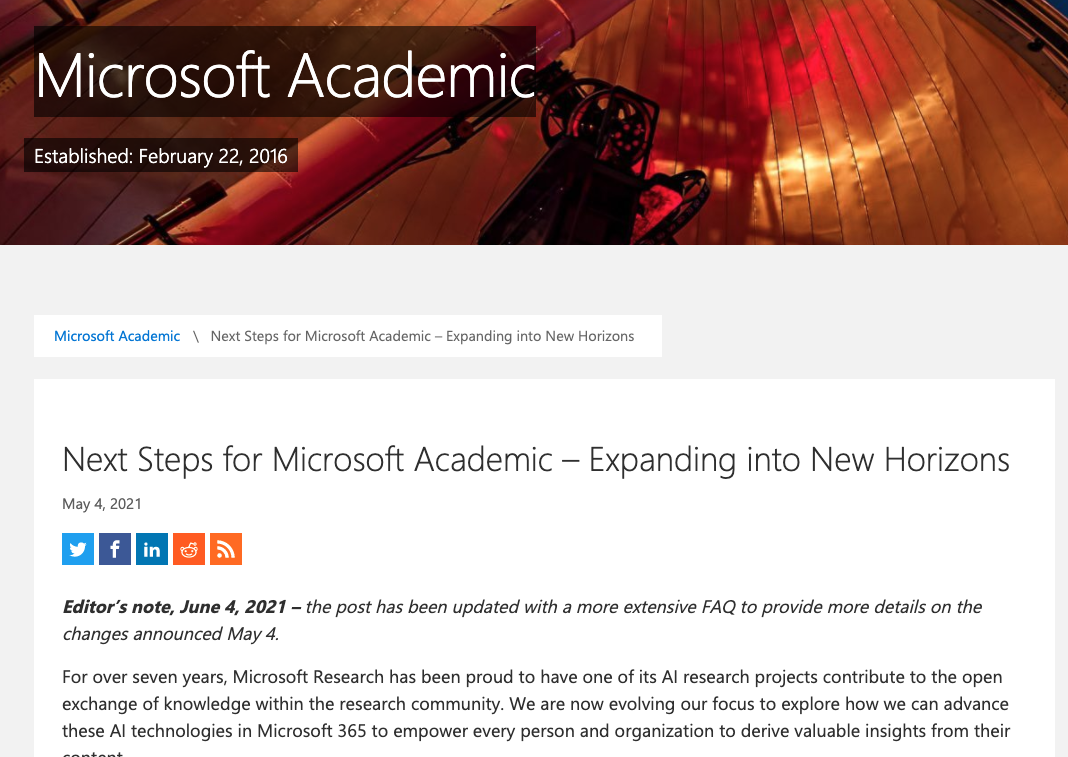 Microsoft Academic
Established: February 22, 2016
Microsoft Academic \ Next Steps for Microsoft Academic – Expanding into New Horizons
Next Steps for Microsoft Academic – Expanding into New Horizons
May 4, 2021
Editor’s note, June 4, 2021 – the post has been updated with a more extensive FAQ to provide more details on the
changes announced May 4.
For over seven years, Microsoft Research has been proud to have one of its AI research projects contribute to the open
exchange of knowledge within the research community. We are now evolving our focus to explore how we can advance
these AI technologies in Microsoft 365 to empower every person and organization to derive valuable insights from their
content.